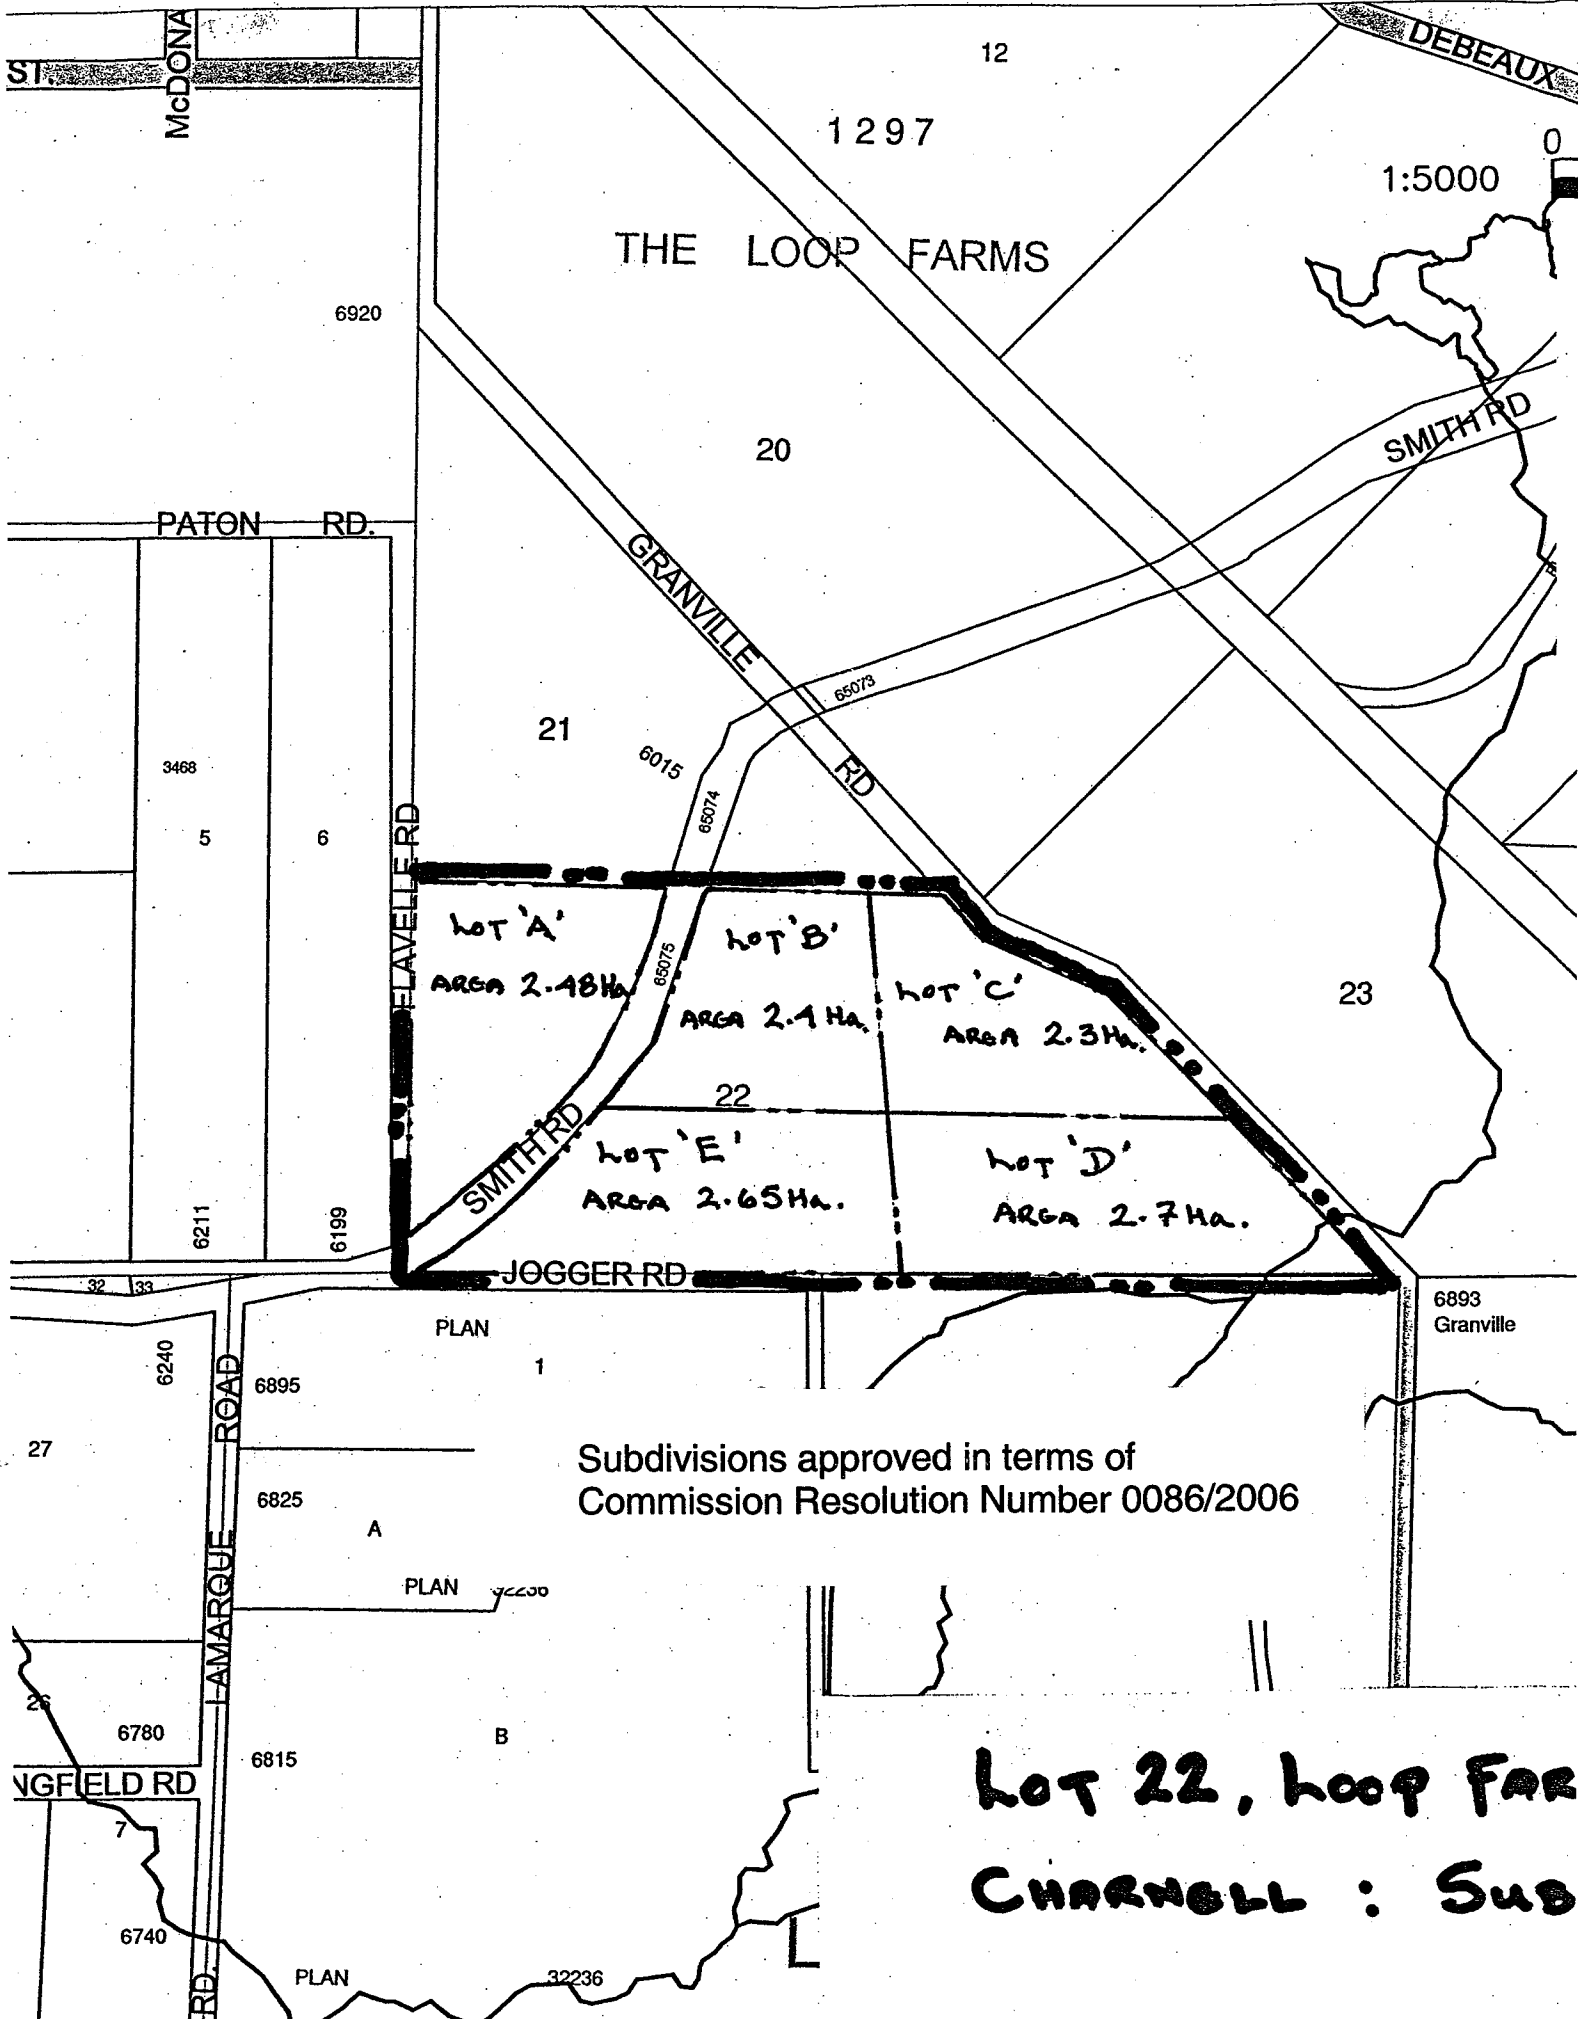 ST.
McDONA
12
DEBEAUX
1297
0
1:5000
THE LOOP FARMS
6920
SMITH RD
20
PATON RD.
GRANVILLE RD
65073
21
6015
3468
65074
5
6
FLAVELLE RD
LOT 'A'
AREA 2.48Ha
65075
LOT 'B'
AREA 2.4 Ha.
LOT 'C'
AREA 2.3Ha.
23
22
SMITH RD
LOT 'E'
AREA 2.65Ha.
LOT 'D'
AREA 2.7Ha.
6211
6199
JOGGER RD
32
33
6893
Granville
PLAN
1
6240
6895
LAMARQUE ROAD
27
Subdivisions approved in terms of
Commission Resolution Number 0086/2006
6825
A
PLAN 32236
26
6780
B
6815
NGFIELD RD
LOT 22, LOOP FAR
7
CHARNELL : SUB
6740
L
PLAN 32236
RD.